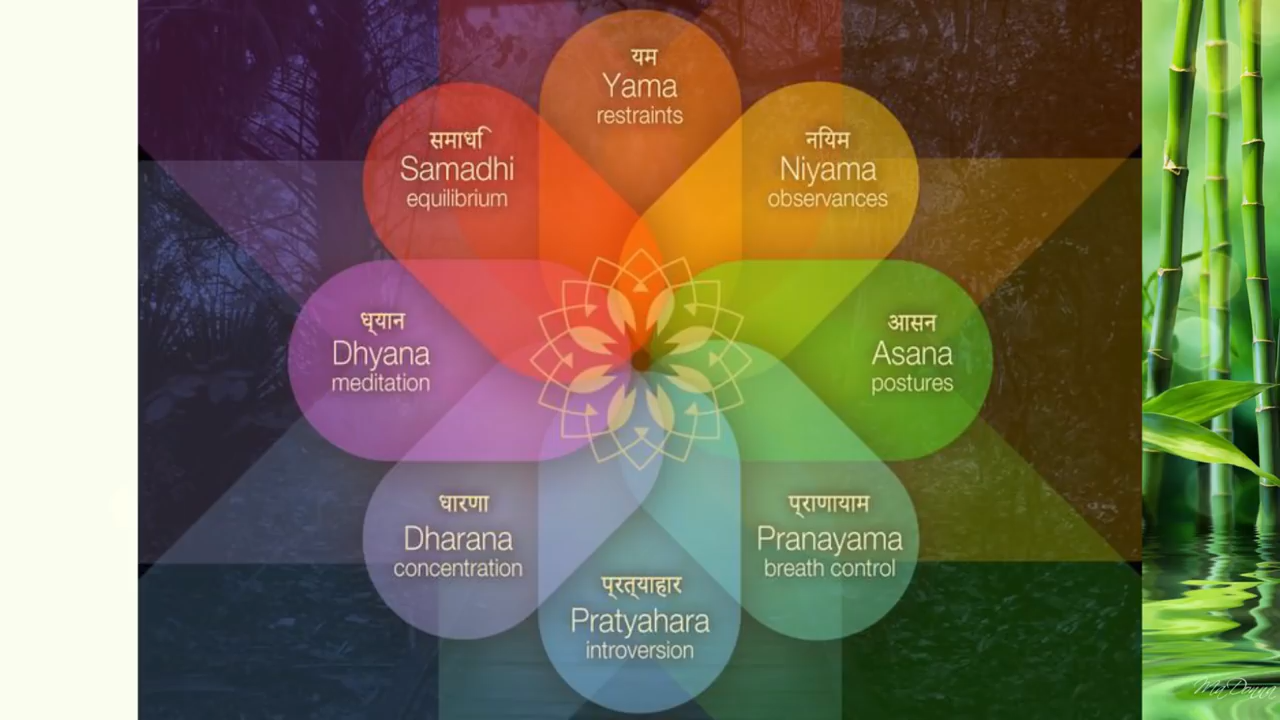 यम
Yama
restraints
नयिम
Niyama
observances
आसन
Asana
postures
प्राणायाम
Pranayama
breath control
प्रत्याहार
Pratyahara
introversion
धारणा
Dharana
concentration
ध्यान
Dhyana
meditation
समाधि
Samadhi
equilibrium